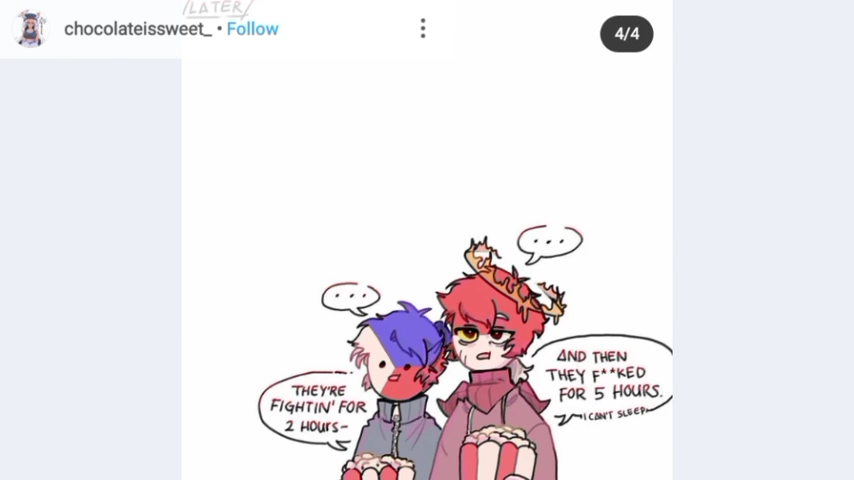 /LATER/
chocolateissweet_ • Follow
4/4
...
...
THEY'RE
FIGHTIN' FOR
2 HOURS-
AND THEN
THEY F**KED
FOR 5 HOURS.
-I CAN'T SLEEP-